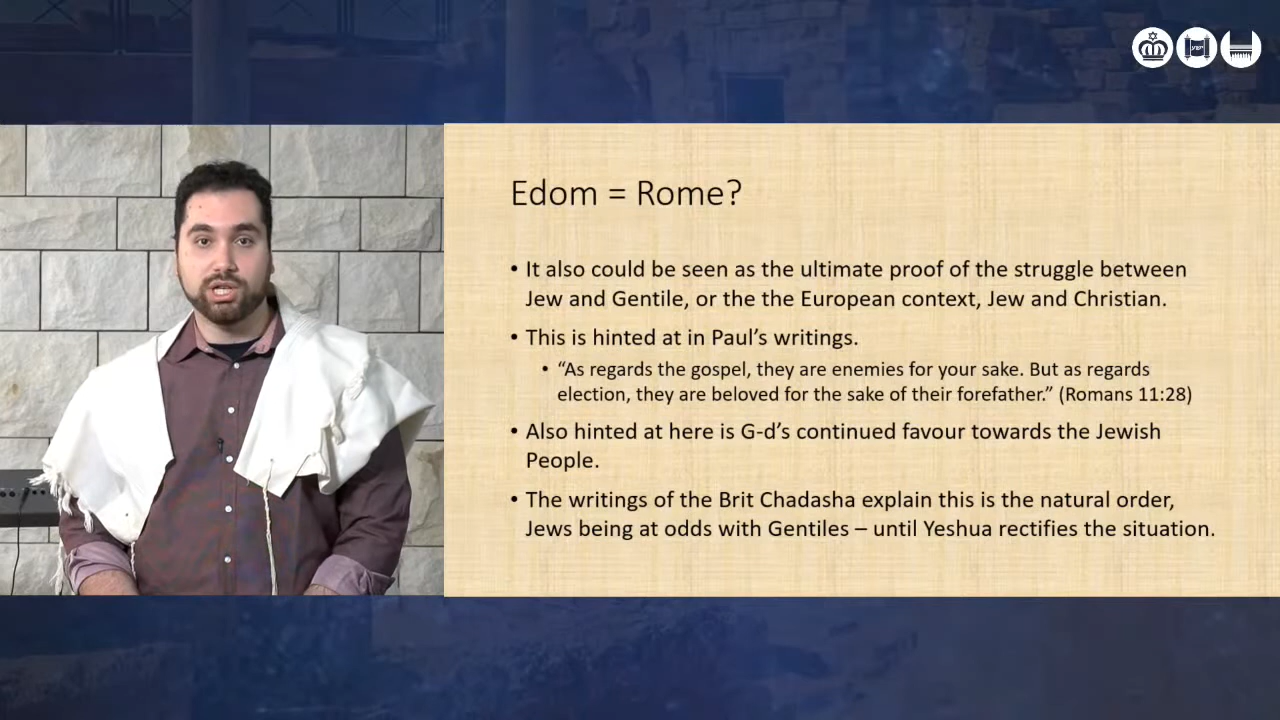 Edom = Rome?
• It also could be seen as the ultimate proof of the struggle between
Jew and Gentile, or the the European context, Jew and Christian.
• This is hinted at in Paul’s writings.
• “As regards the gospel, they are enemies for your sake. But as regards
election, they are beloved for the sake of their forefather.” (Romans 11:28)
• Also hinted at here is G-d’s continued favour towards the Jewish
People.
• The writings of the Brit Chadasha explain this is the natural order,
Jews being at odds with Gentiles – until Yeshua rectifies the situation.